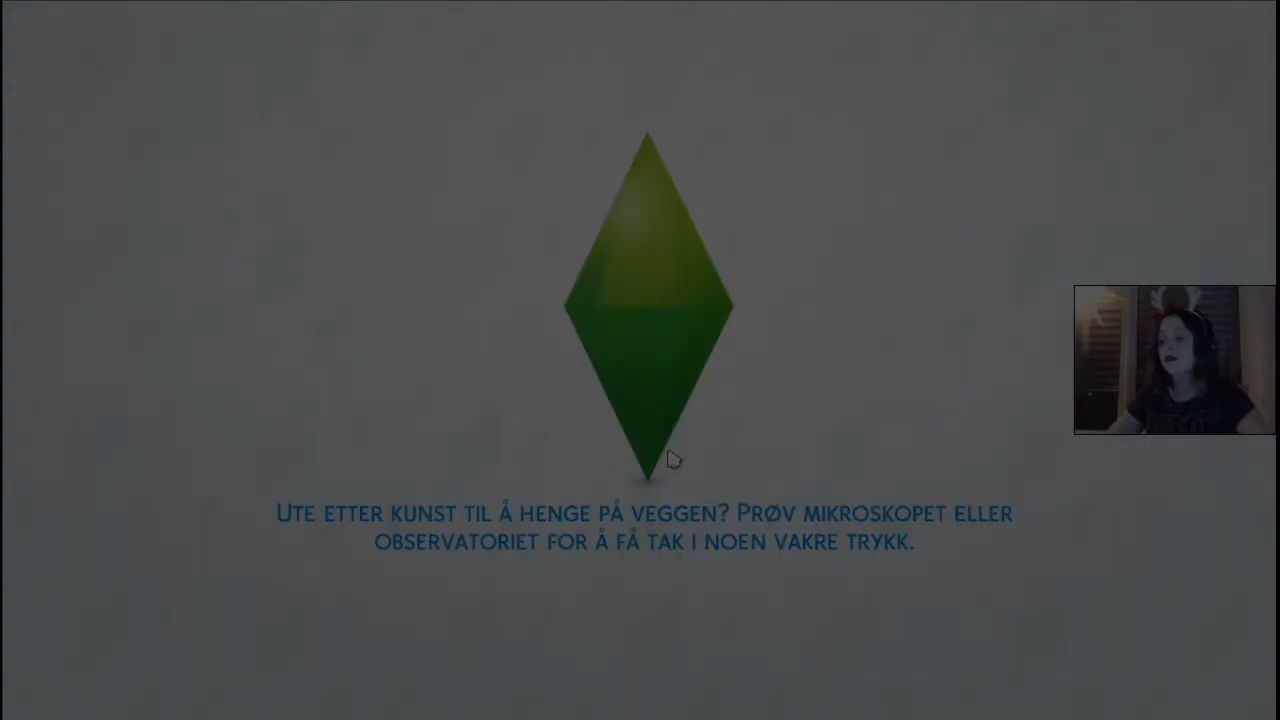 Ute etter kunst til å henge på veggen? Prøv mikroskopet eller
observatoriet for å få tak i noen vakre trykk.